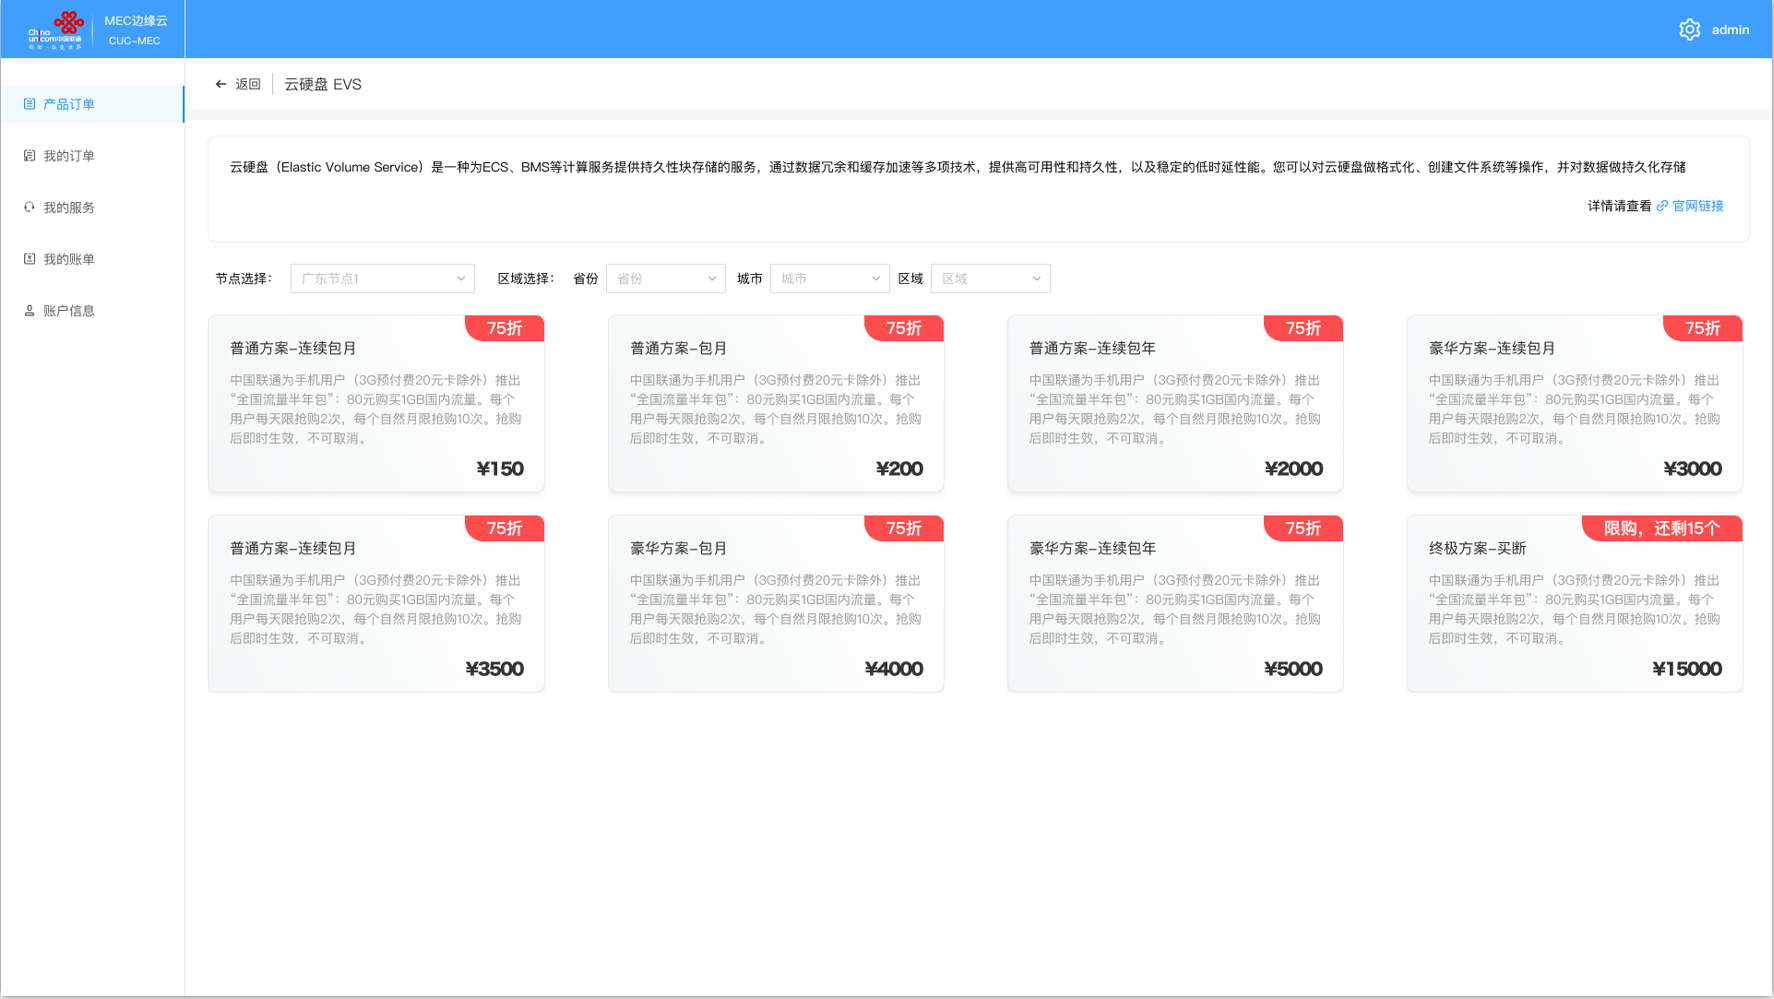 China
unicom中国联通
创新·改变世界
MEC边缘云
CUC-MEC
admin
产品订单
我的订单
我的服务
我的账单
账户信息
返回 云硬盘 EVS
云硬盘（Elastic Volume Service）是一种为ECS、BMS等计算服务提供持久性块存储的服务，通过数据冗余和缓存加速等多项技术，提供高可用性和持久性，以及稳定的低时延性能。您可以对云硬盘做格式化、创建文件系统等操作，并对数据做持久化存储
详情请查看 官网链接
节点选择： 广东节点1 区域选择： 省份 省份 城市 城市 区域 区域
75折
普通方案-连续包月
中国联通为手机用户（3G预付费20元卡除外）推出
“全国流量半年包”：80元购买1GB国内流量。每个
用户每天限抢购2次，每个自然月限抢购10次。抢购
后即时生效，不可取消。
¥150
75折
普通方案-包月
中国联通为手机用户（3G预付费20元卡除外）推出
“全国流量半年包”：80元购买1GB国内流量。每个
用户每天限抢购2次，每个自然月限抢购10次。抢购
后即时生效，不可取消。
¥200
75折
普通方案-连续包年
中国联通为手机用户（3G预付费20元卡除外）推出
“全国流量半年包”：80元购买1GB国内流量。每个
用户每天限抢购2次，每个自然月限抢购10次。抢购
后即时生效，不可取消。
¥2000
75折
豪华方案-连续包月
中国联通为手机用户（3G预付费20元卡除外）推出
“全国流量半年包”：80元购买1GB国内流量。每个
用户每天限抢购2次，每个自然月限抢购10次。抢购
后即时生效，不可取消。
¥3000
75折
普通方案-连续包月
中国联通为手机用户（3G预付费20元卡除外）推出
“全国流量半年包”：80元购买1GB国内流量。每个
用户每天限抢购2次，每个自然月限抢购10次。抢购
后即时生效，不可取消。
¥3500
75折
豪华方案-包月
中国联通为手机用户（3G预付费20元卡除外）推出
“全国流量半年包”：80元购买1GB国内流量。每个
用户每天限抢购2次，每个自然月限抢购10次。抢购
后即时生效，不可取消。
¥4000
75折
豪华方案-连续包年
中国联通为手机用户（3G预付费20元卡除外）推出
“全国流量半年包”：80元购买1GB国内流量。每个
用户每天限抢购2次，每个自然月限抢购10次。抢购
后即时生效，不可取消。
¥5000
限购，还剩15个
终极方案-买断
中国联通为手机用户（3G预付费20元卡除外）推出
“全国流量半年包”：80元购买1GB国内流量。每个
用户每天限抢购2次，每个自然月限抢购10次。抢购
后即时生效，不可取消。
¥15000